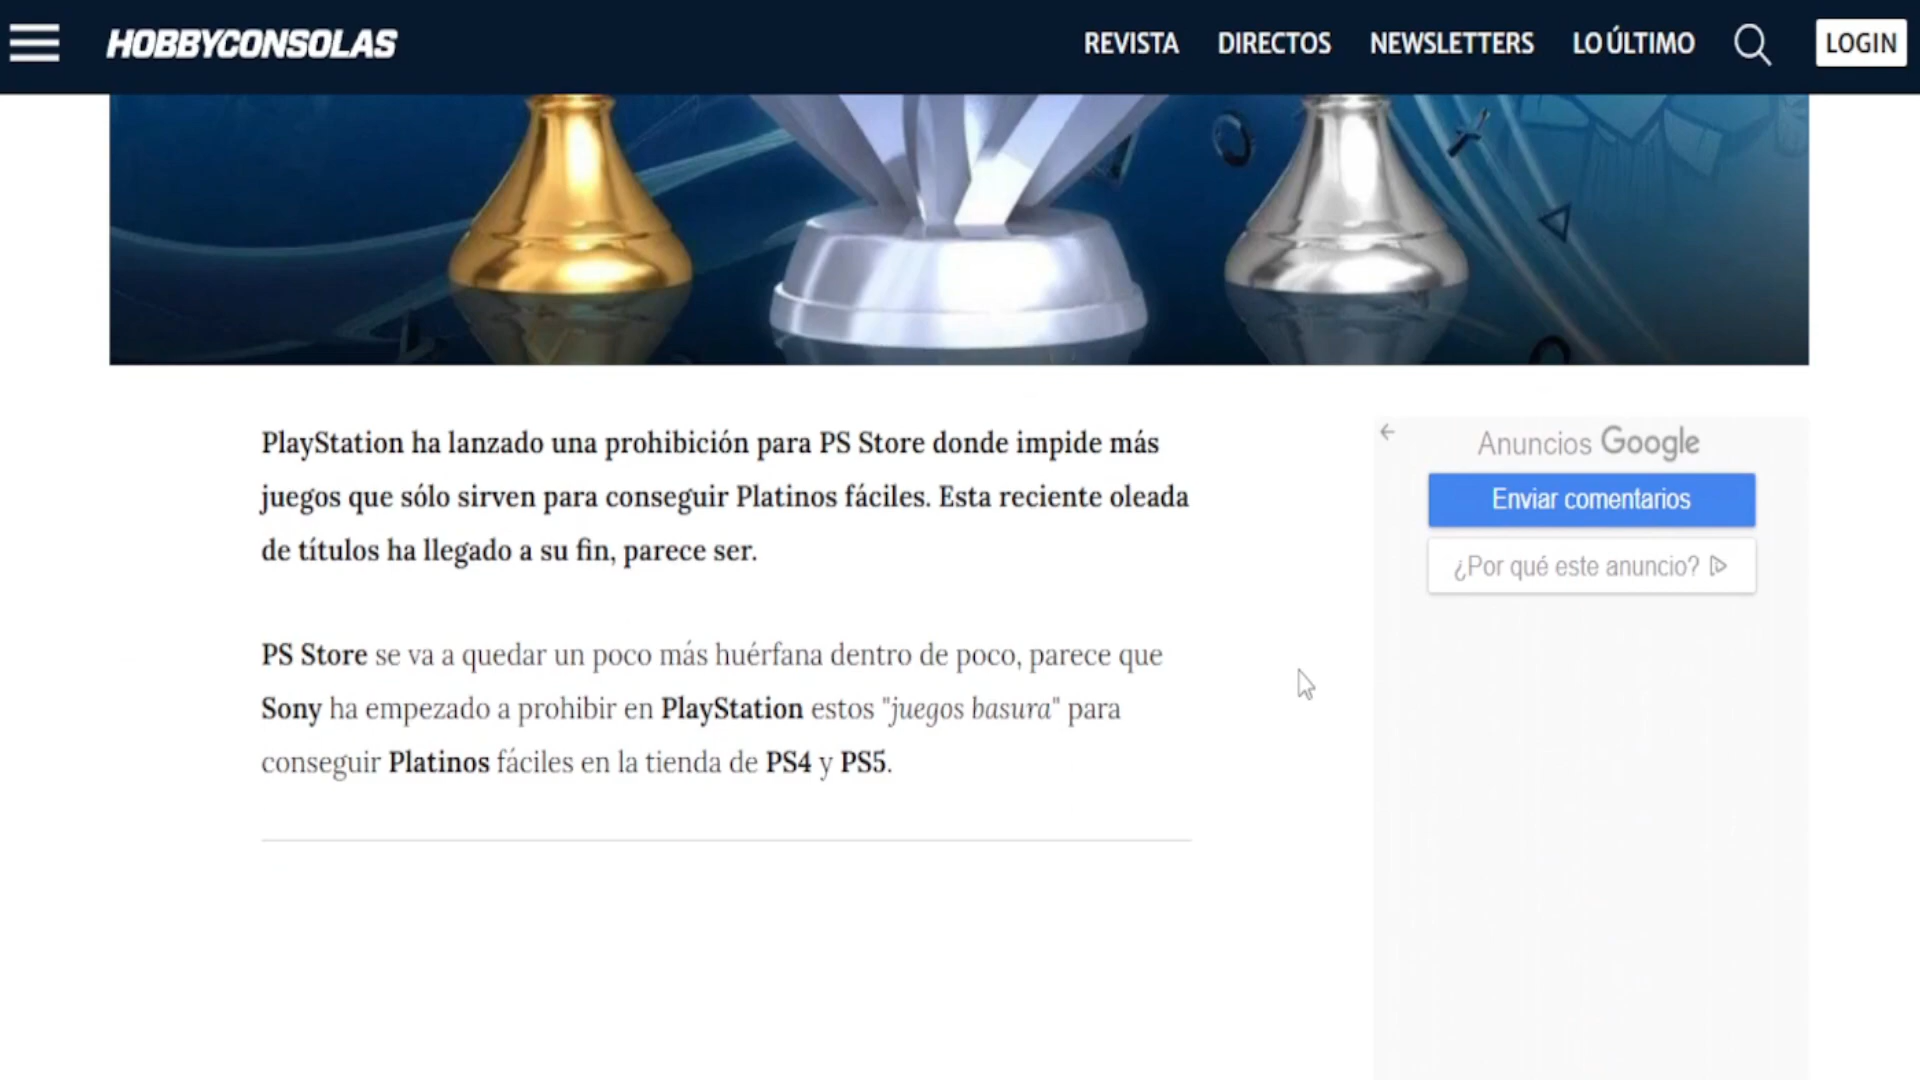 HOBBYCONSOLAS
REVISTA DIRECTOS NEWSLETTERS LO ÚLTIMO LOGIN
PlayStation ha lanzado una prohibición para PS Store donde impide más
juegos que sólo sirven para conseguir Platinos fáciles. Esta reciente oleada
de títulos ha llegado a su fin, parece ser.
PS Store se va a quedar un poco más huérfana dentro de poco, parece que
Sony ha empezado a prohibir en PlayStation estos "juegos basura" para
conseguir Platinos fáciles en la tienda de PS4 y PS5.
Anuncios Google
Enviar comentarios
¿Por qué este anuncio?